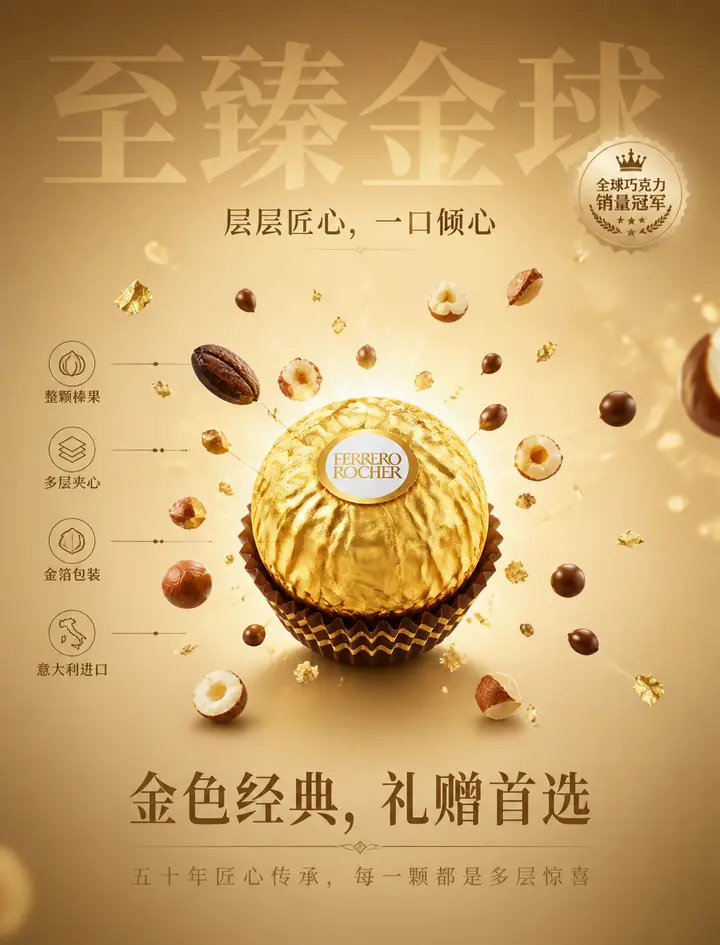 至臻金球
全球巧克力
销量冠军
层层匠心，一口倾心
整颗榛果
多层夹心
金箔包装
意大利进口
FERRERO
ROCHER
金色经典，礼赠首选
五十年匠心传承，每一颗都是多层惊喜